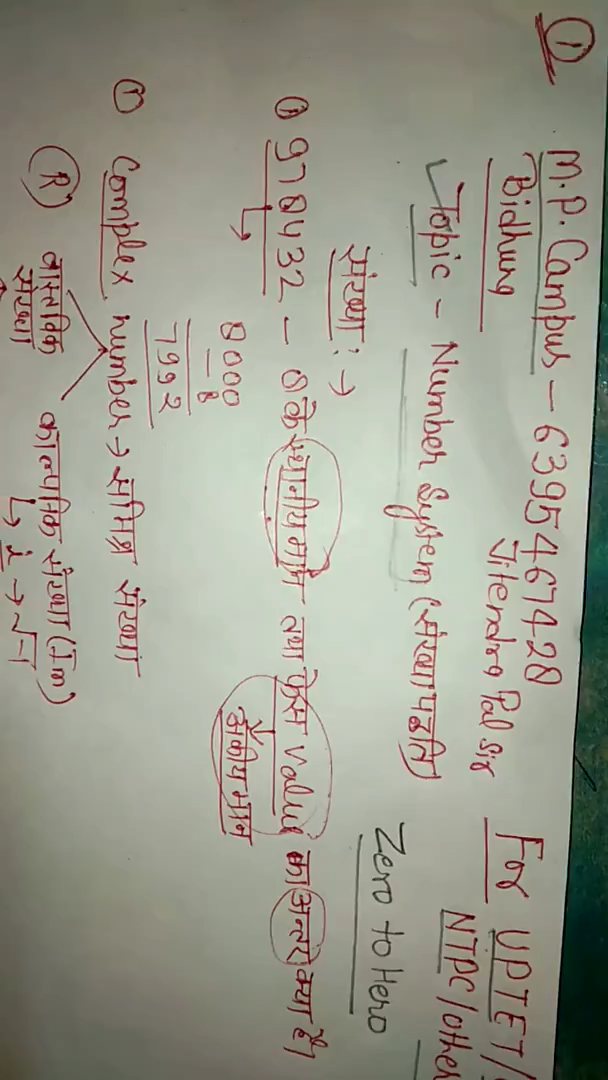 ①
M.P. Campus - 6395467428
Bidhung
Jitendra Pal Sir
For UPTET/
NTPC/other
Topic - Number System (संख्या पद्धति)
Zero to Hero
संख्या : →
① 978432 - 8 के स्थानीय मान तथा फेस Value का अन्तर क्या है।
अंकीय मान
8000
- 8
7992
① Complex number → समिश्र संख्या
(R) वास्तविक संख्या
काल्पनिक संख्या (Im)
↳ i → √-1